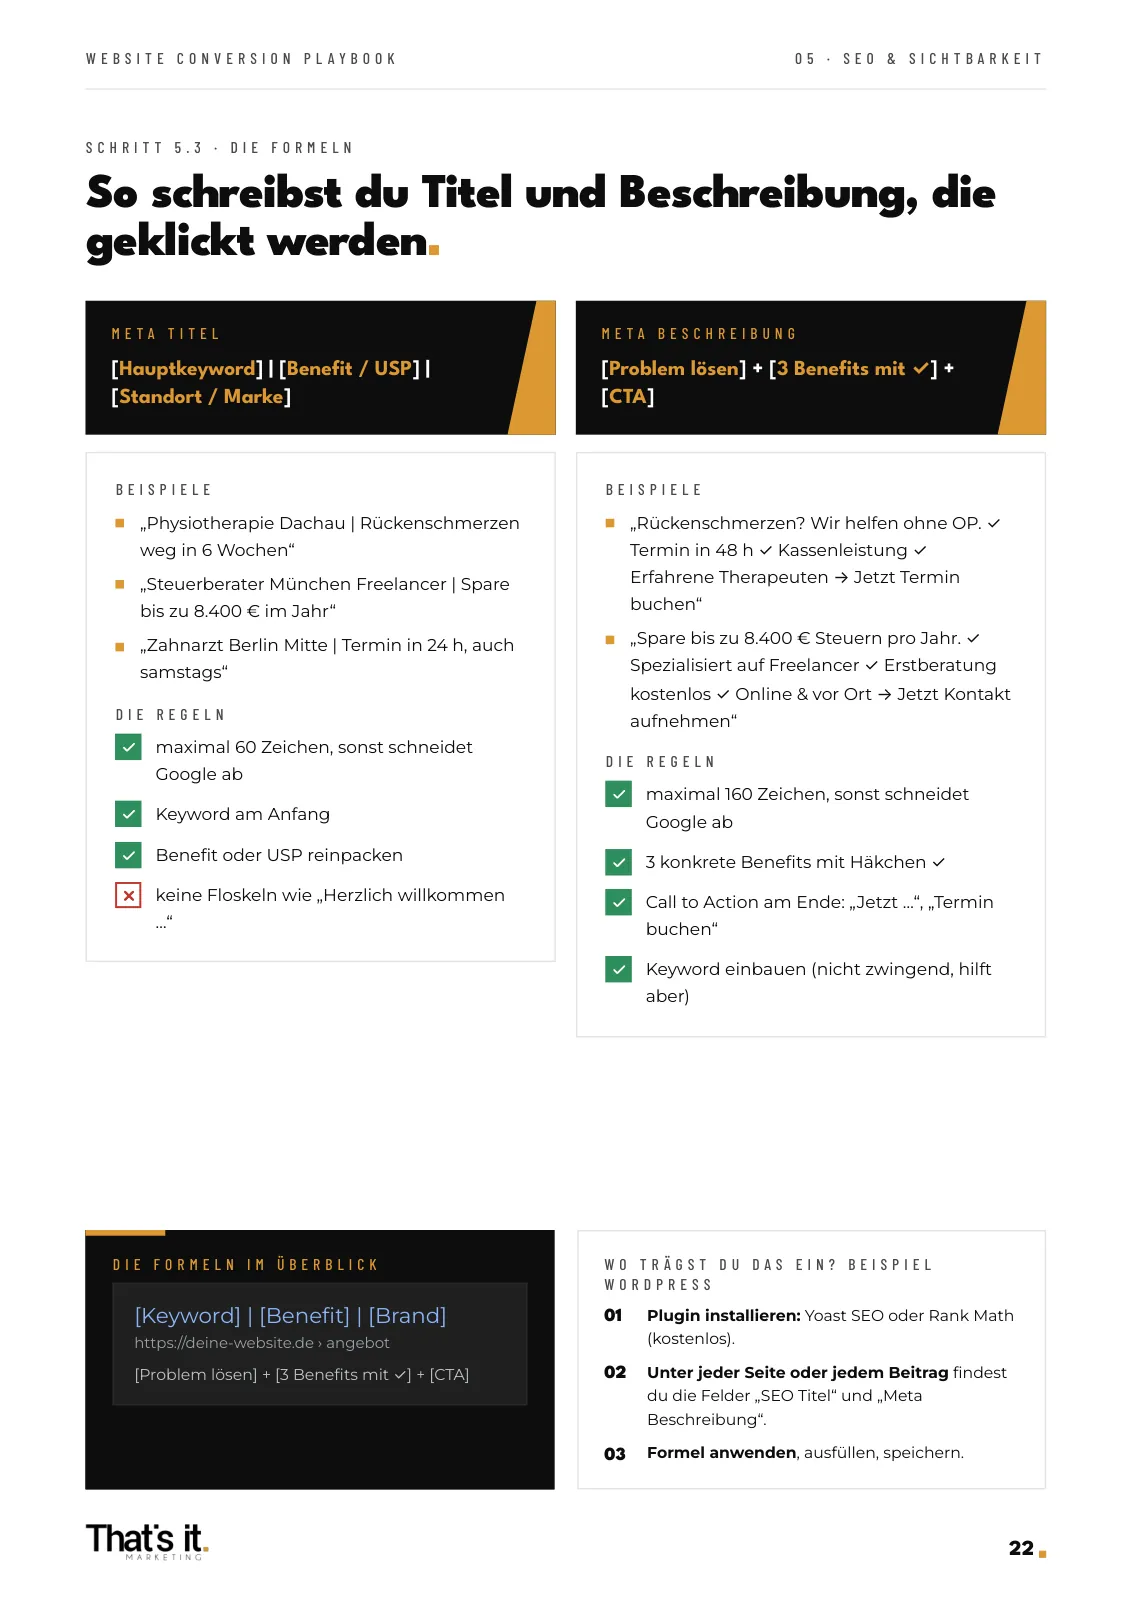 WEBSITE CONVERSION PLAYBOOK
05 · SEO & SICHTBARKEIT
SCHRITT 5.3 · DIE FORMELN
So schreibst du Titel und Beschreibung, die
geklickt werden.
META TITEL
[Hauptkeyword] | [Benefit / USP] |
[Standort / Marke]
BEISPIELE
„Physiotherapie Dachau | Rückenschmerzen
weg in 6 Wochen“
„Steuerberater München Freelancer | Spare
bis zu 8.400 € im Jahr“
„Zahnarzt Berlin Mitte | Termin in 24 h, auch
samstags“
DIE REGELN
maximal 60 Zeichen, sonst schneidet
Google ab
Keyword am Anfang
Benefit oder USP reinpacken
keine Floskeln wie „Herzlich willkommen
…“
META BESCHREIBUNG
[Problem lösen] + [3 Benefits mit ✓] +
[CTA]
BEISPIELE
„Rückenschmerzen? Wir helfen ohne OP. ✓
Termin in 48 h ✓ Kassenleistung ✓
Erfahrene Therapeuten → Jetzt Termin
buchen“
„Spare bis zu 8.400 € Steuern pro Jahr. ✓
Spezialisiert auf Freelancer ✓ Erstberatung
kostenlos ✓ Online & vor Ort → Jetzt Kontakt
aufnehmen“
DIE REGELN
maximal 160 Zeichen, sonst schneidet
Google ab
3 konkrete Benefits mit Häkchen ✓
Call to Action am Ende: „Jetzt …“, „Termin
buchen“
Keyword einbauen (nicht zwingend, hilft
aber)
DIE FORMELN IM ÜBERBLICK
[Keyword] | [Benefit] | [Brand]
https://deine-website.de › angebot
[Problem lösen] + [3 Benefits mit ✓] + [CTA]
WO TRÄGST DU DAS EIN? BEISPIEL
WORDPRESS
01 Plugin installieren: Yoast SEO oder Rank Math
(kostenlos).
02 Unter jeder Seite oder jedem Beitrag findest
du die Felder „SEO Titel“ und „Meta
Beschreibung“.
03 Formel anwenden, ausfüllen, speichern.
That's it.
MARKETING
22